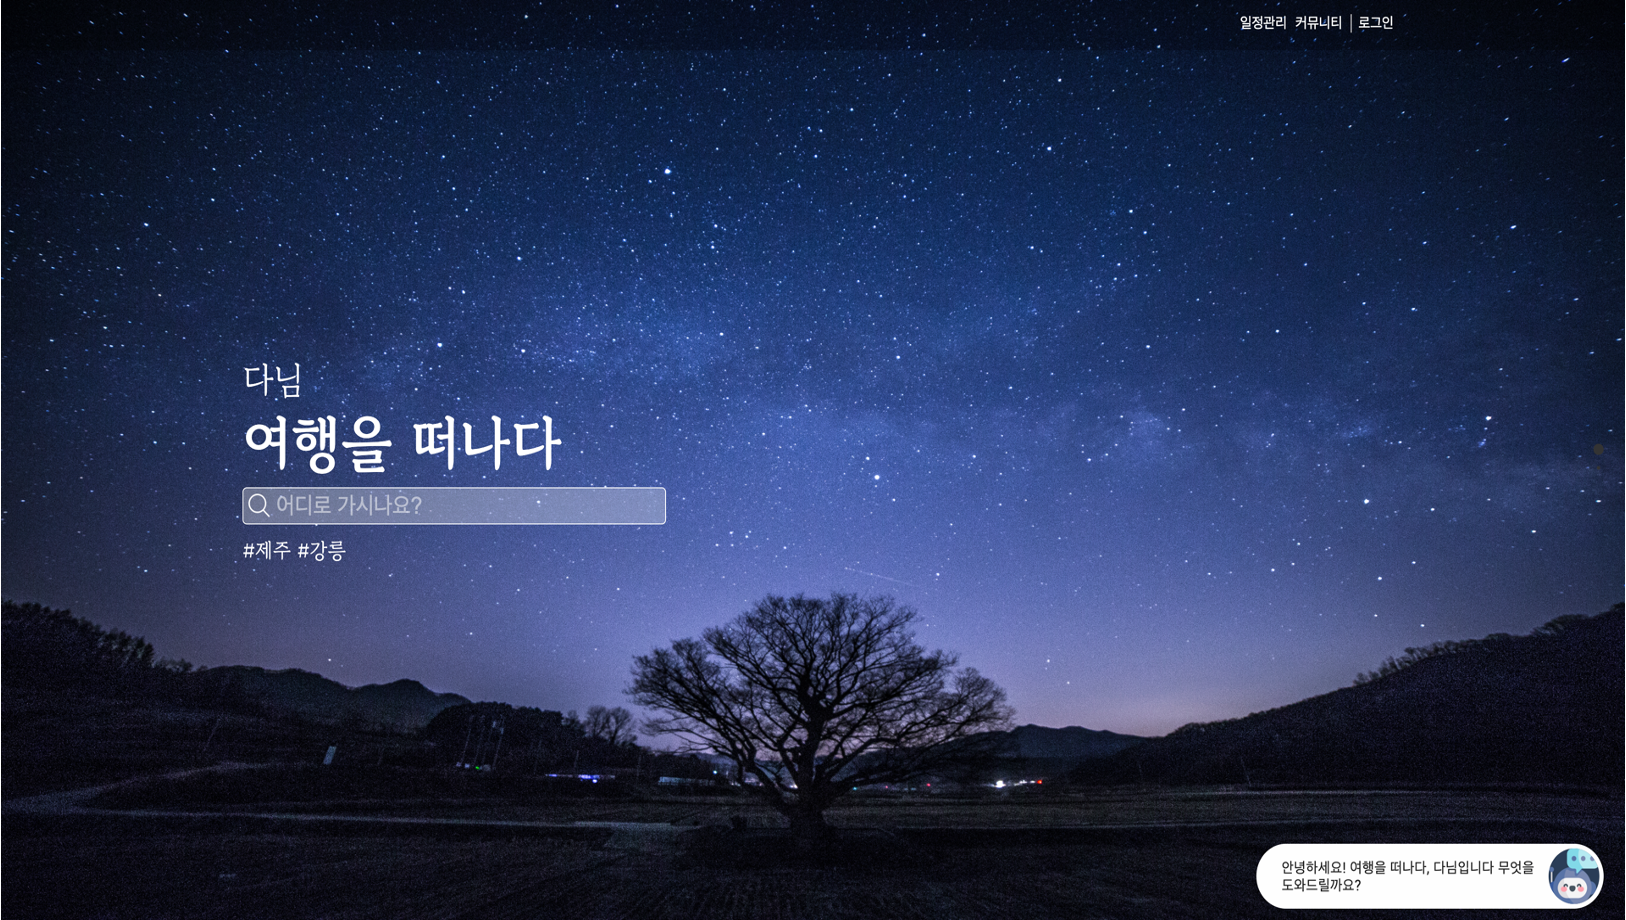 일정관리 커뮤니티 | 로그인
다님
여행을 떠나다
어디로 가시나요?
#제주 #강릉
안녕하세요! 여행을 떠나다, 다님입니다 무엇을
도와드릴까요?